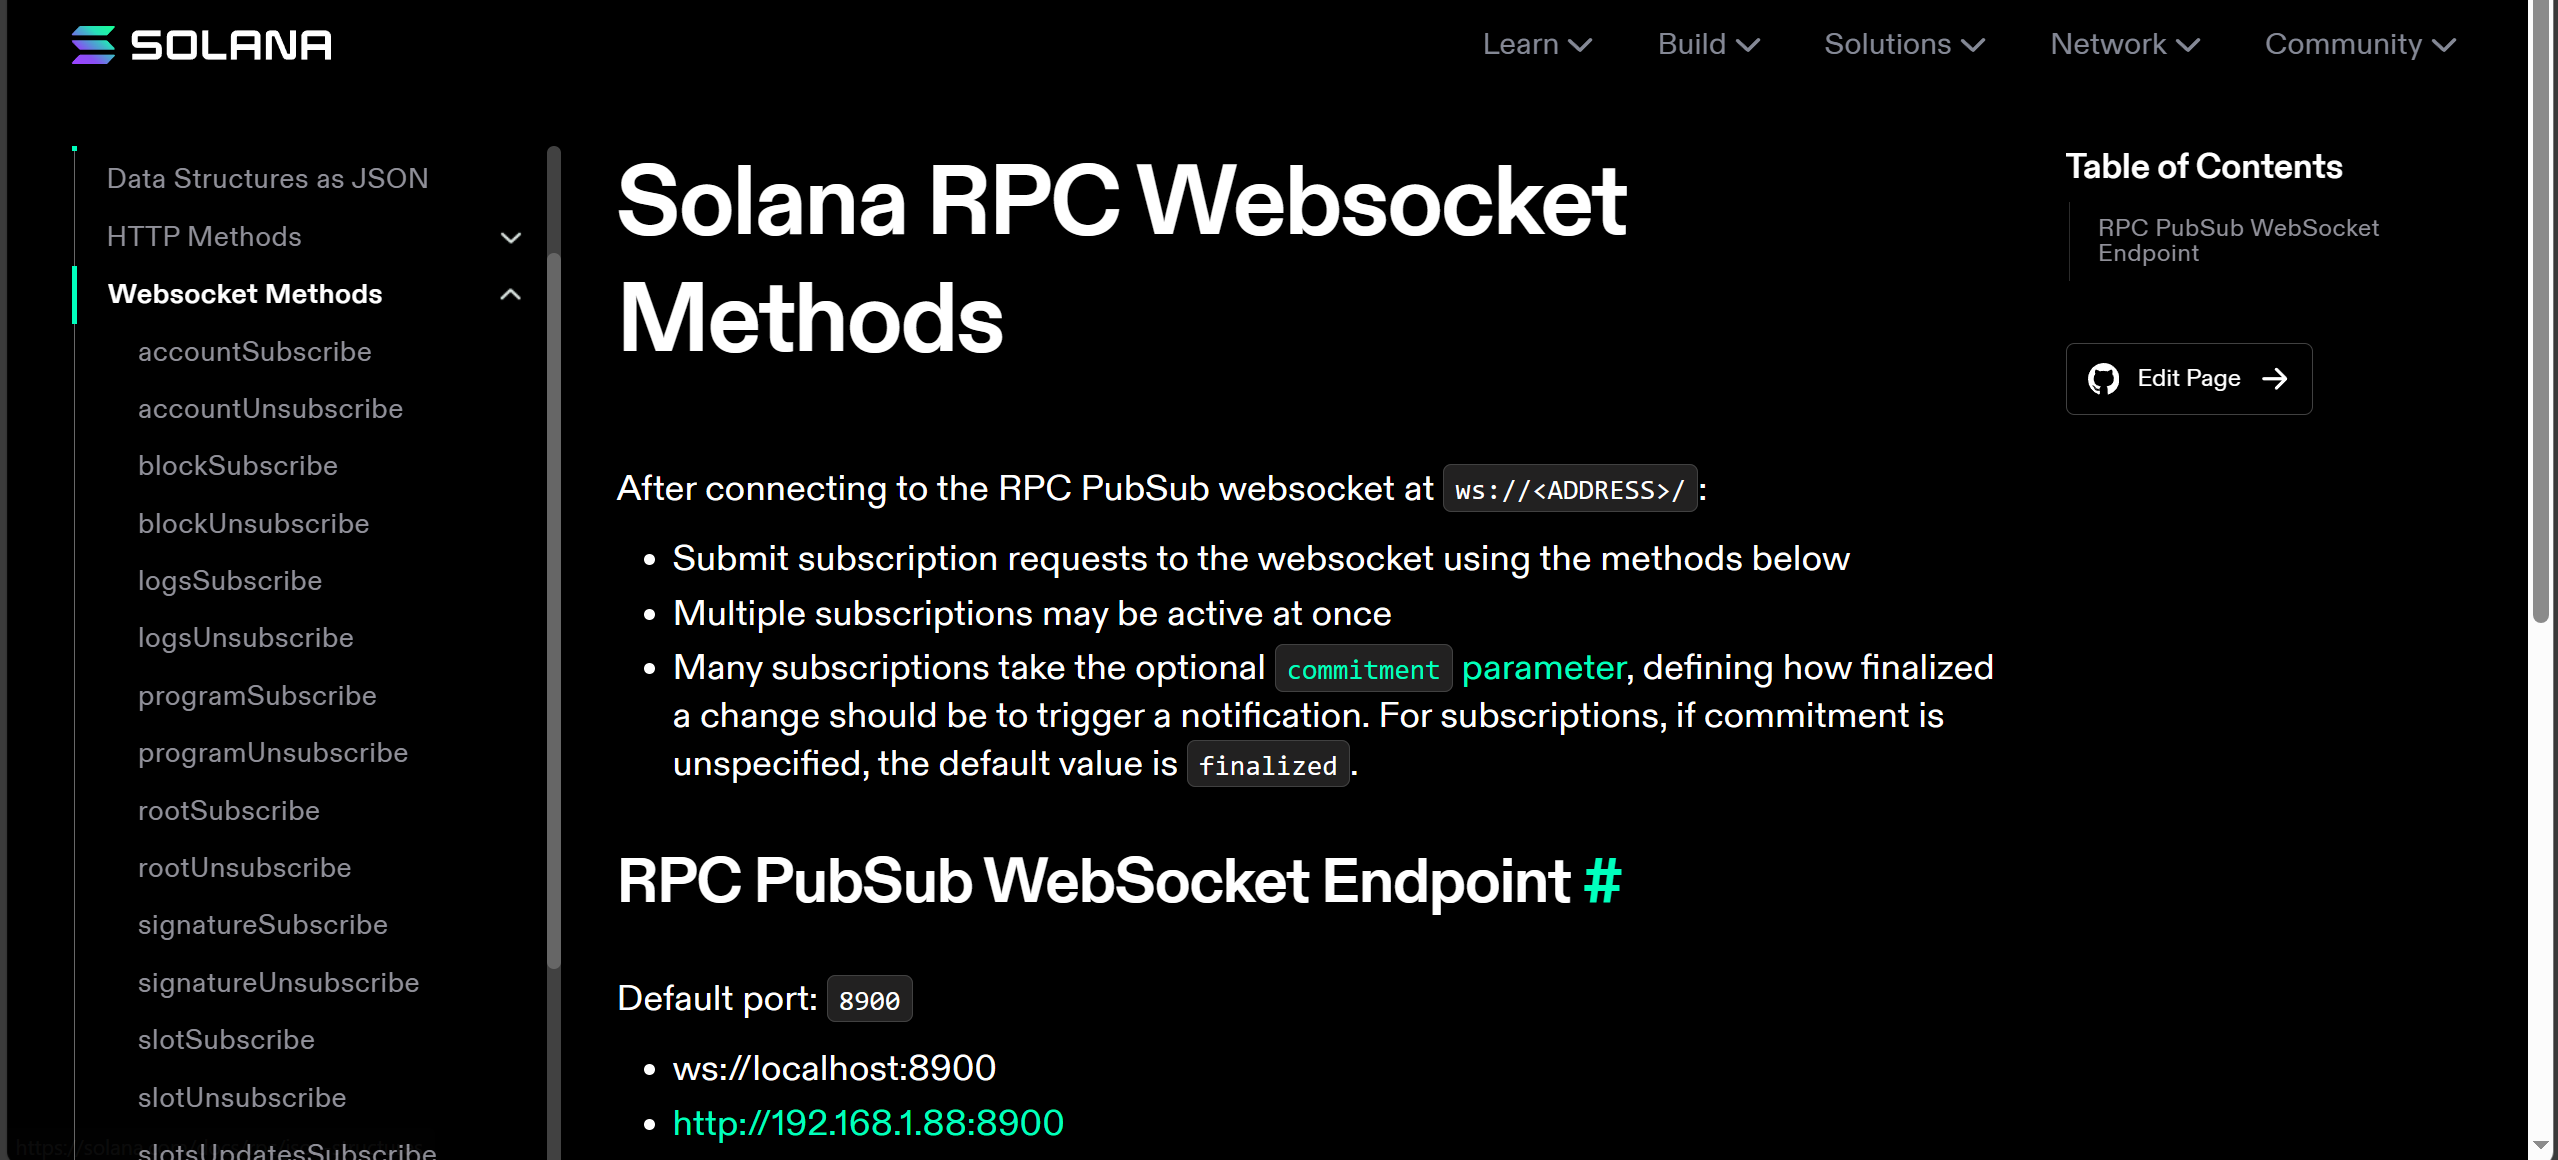 SOLANA
Learn
Build
Solutions
Network
Community
Data Structures as JSON
HTTP Methods
Websocket Methods
accountSubscribe
accountUnsubscribe
blockSubscribe
blockUnsubscribe
logsSubscribe
logsUnsubscribe
programSubscribe
programUnsubscribe
rootSubscribe
rootUnsubscribe
signatureSubscribe
signatureUnsubscribe
slotSubscribe
slotUnsubscribe
slotsUpdatesSubscribe
Solana RPC Websocket
Methods
After connecting to the RPC PubSub websocket at ws://<ADDRESS>/ :
• Submit subscription requests to the websocket using the methods below
• Multiple subscriptions may be active at once
• Many subscriptions take the optional commitment parameter, defining how finalized
a change should be to trigger a notification. For subscriptions, if commitment is
unspecified, the default value is finalized .
RPC PubSub WebSocket Endpoint #
Default port: 8900
• ws://localhost:8900
• http://192.168.1.88:8900
Table of Contents
RPC PubSub WebSocket
Endpoint
Edit Page